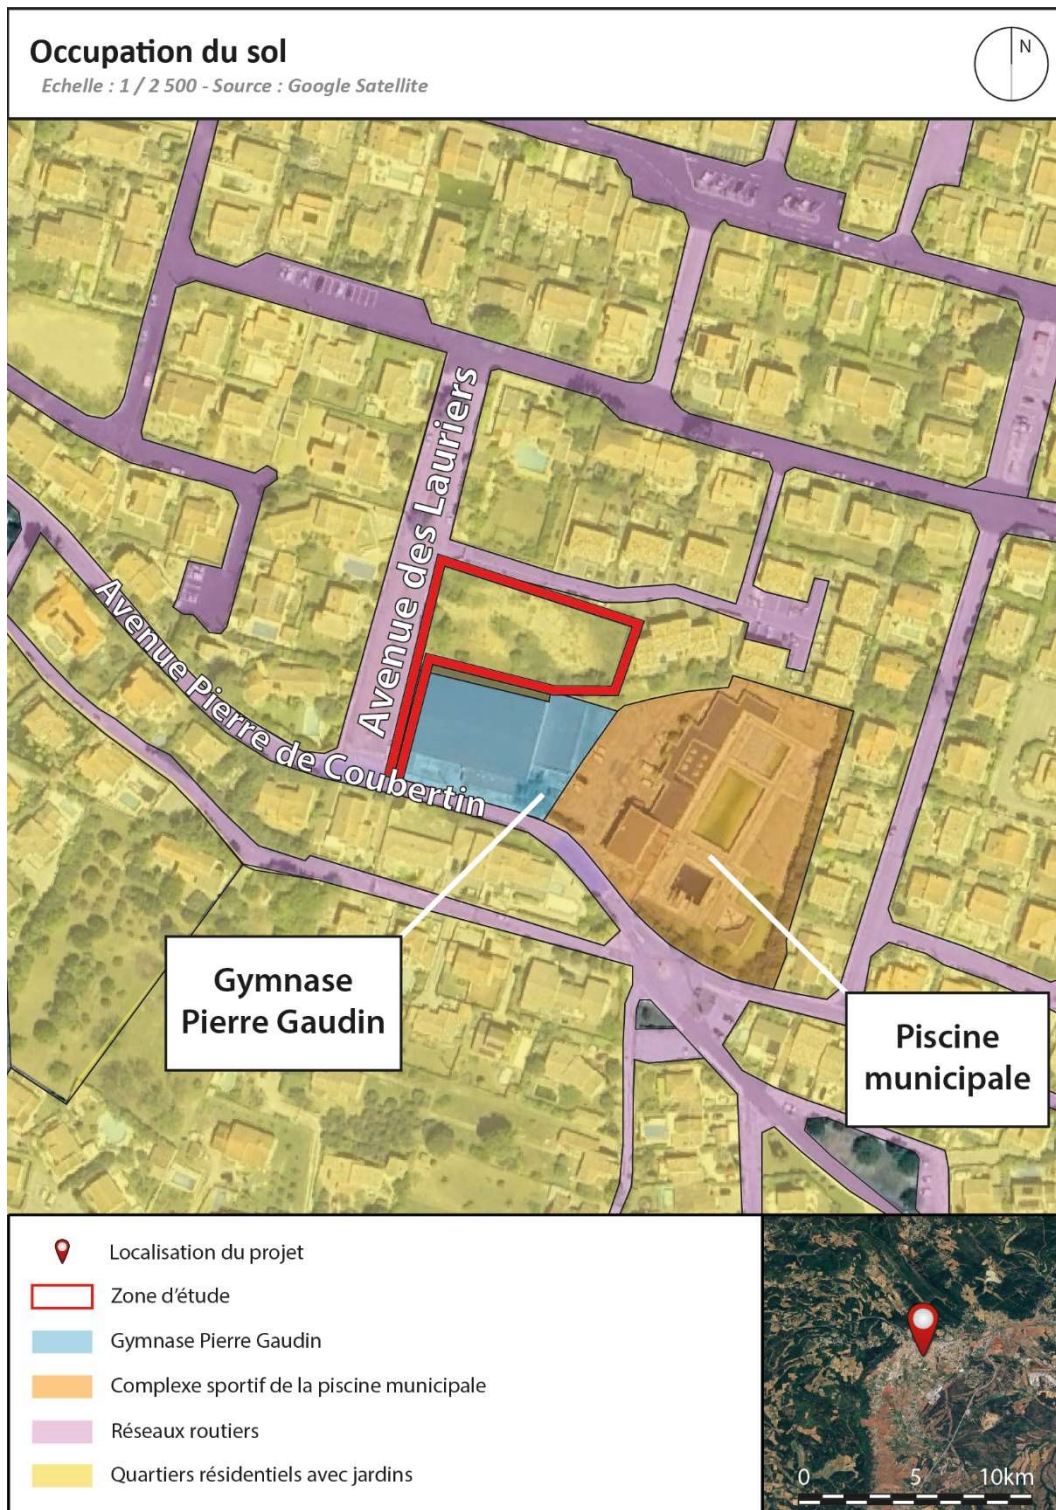 Occupation du sol
Echelle : 1 / 2 500 - Source : Google Satellite
N
Avenue des Lauriers
Avenue Pierre de Coubertin
Gymnase
Pierre Gaudin
Piscine
municipale
Localisation du projet
Zone d'étude
Gymnase Pierre Gaudin
Complexe sportif de la piscine municipale
Réseaux routiers
Quartiers résidentiels avec jardins
0 5 10km